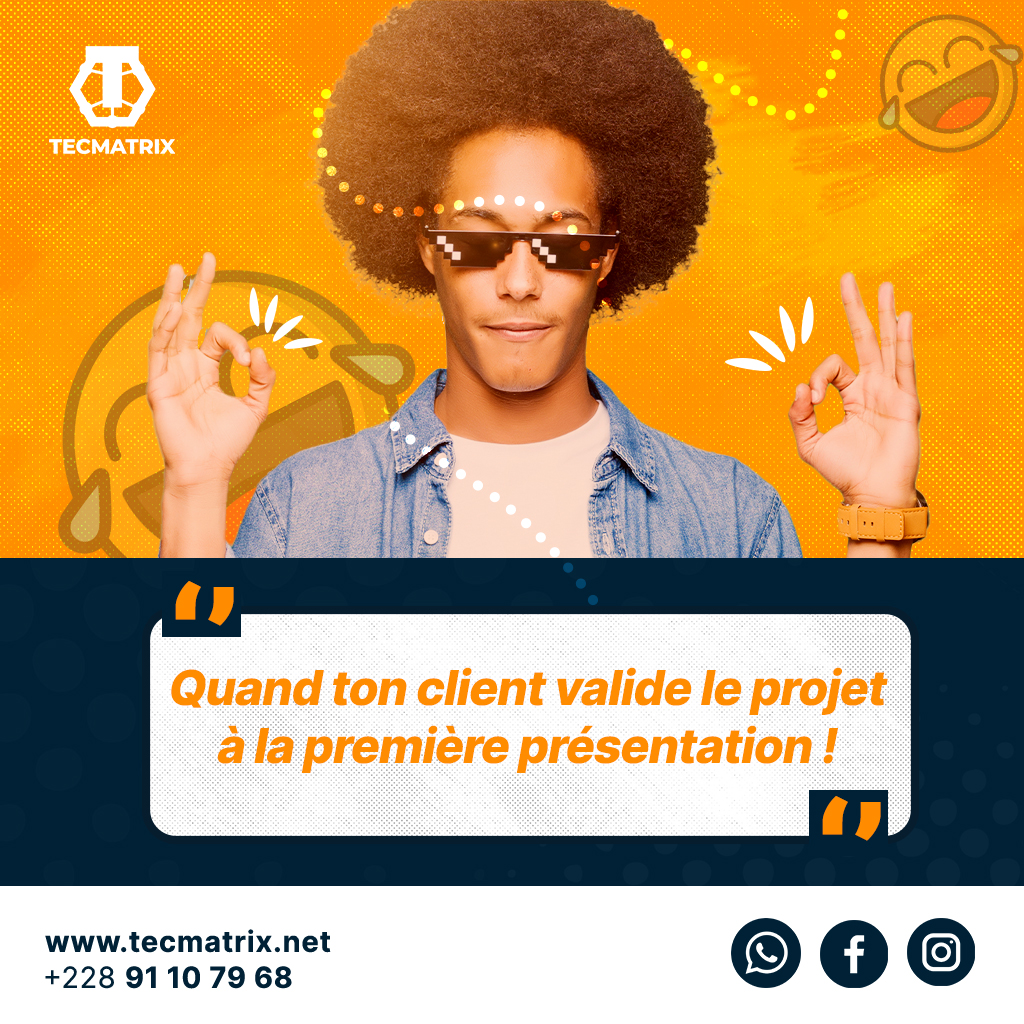 TECMATRIX
Quand ton client valide le projet
à la première présentation !
www.tecmatrix.net
+228 91 10 79 68